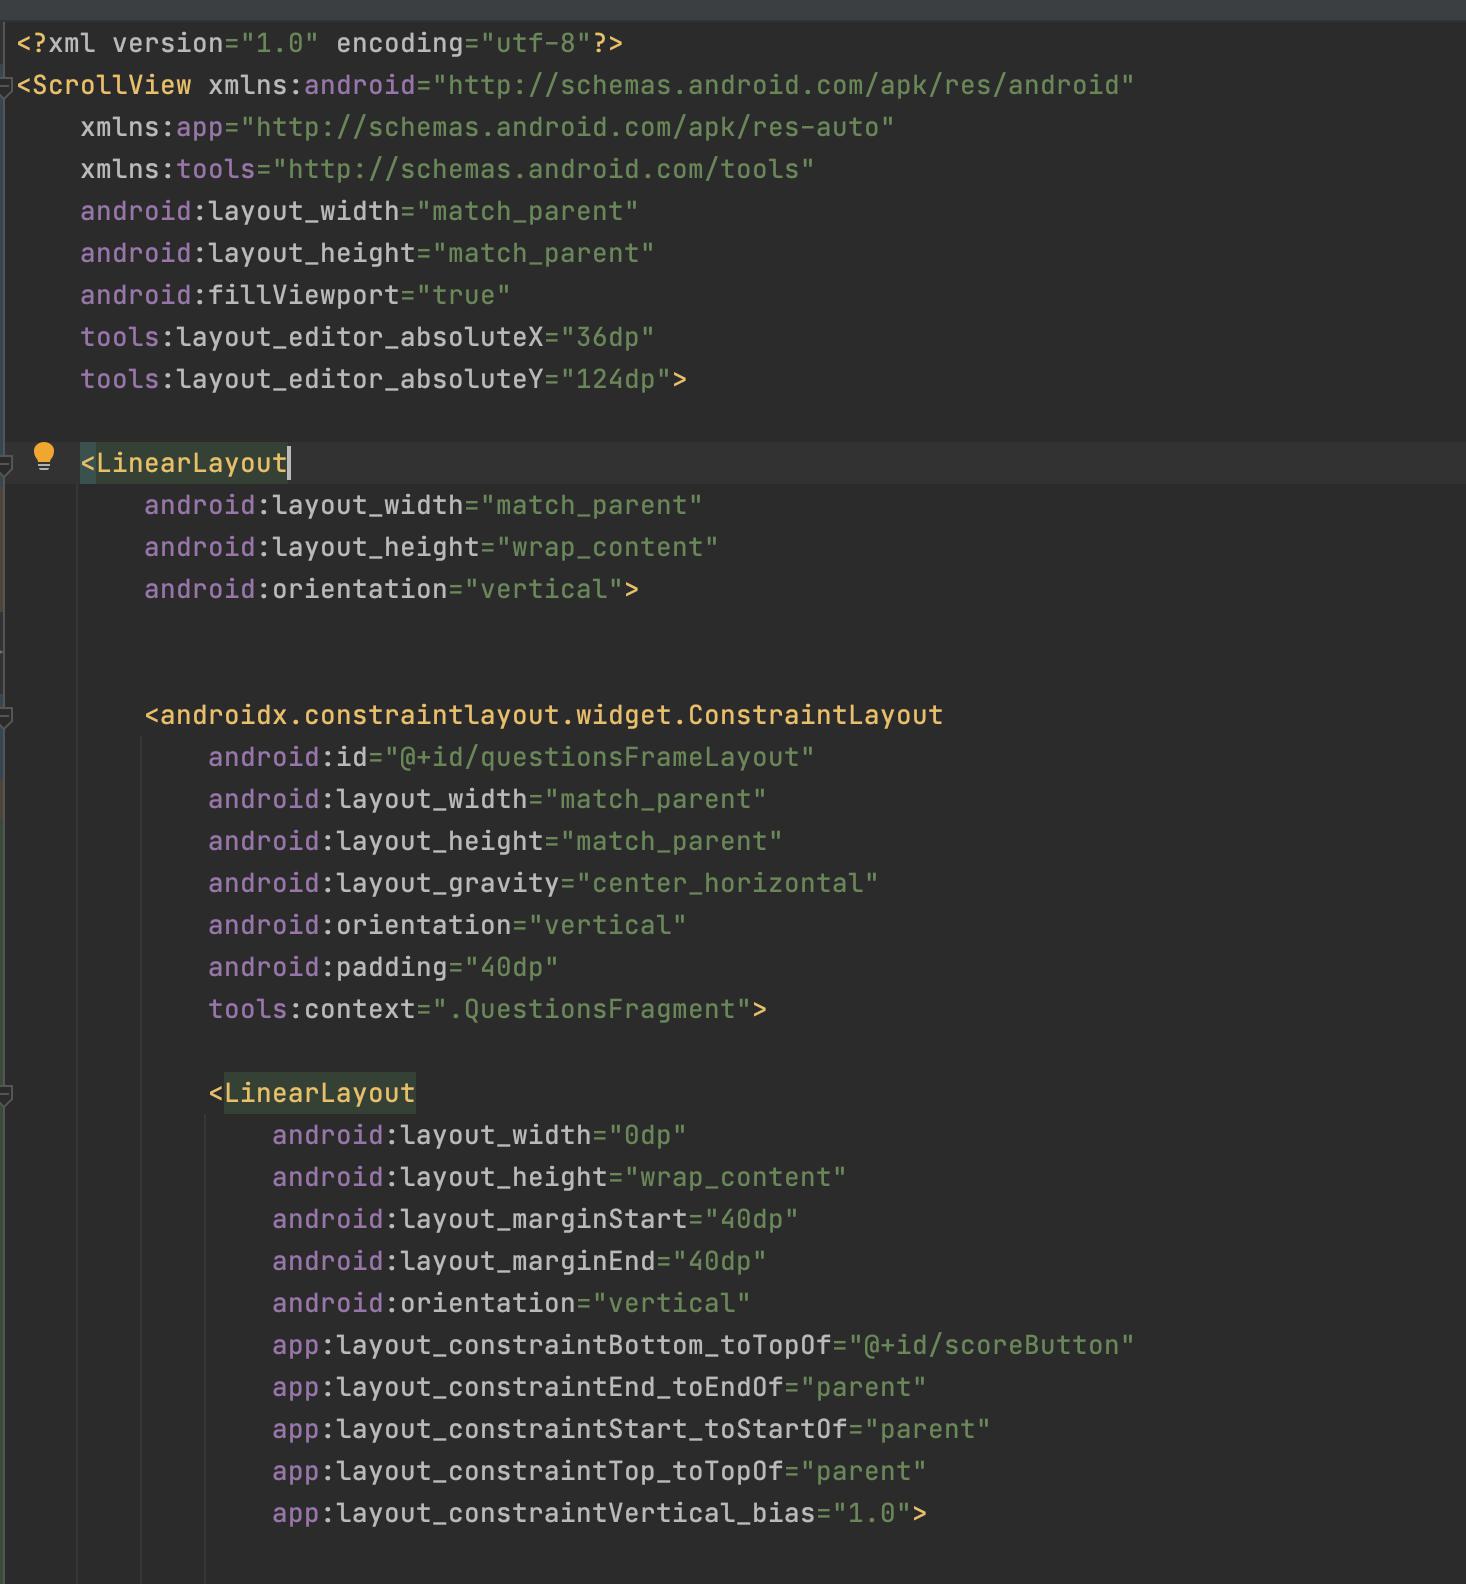 <?xml version="1.0" encoding="utf-8"?>
<ScrollView xmlns:android="http://schemas.android.com/apk/res/android"
    xmlns:app="http://schemas.android.com/apk/res-auto"
    xmlns:tools="http://schemas.android.com/tools"
    android:layout_width="match_parent"
    android:layout_height="match_parent"
    android:fillViewport="true"
    tools:layout_editor_absoluteX="36dp"
    tools:layout_editor_absoluteY="124dp">
    <LinearLayout
        android:layout_width="match_parent"
        android:layout_height="wrap_content"
        android:orientation="vertical">
        <androidx.constraintlayout.widget.ConstraintLayout
            android:id="@+id/questionsFrameLayout"
            android:layout_width="match_parent"
            android:layout_height="match_parent"
            android:layout_gravity="center_horizontal"
            android:orientation="vertical"
            android:padding="40dp"
            tools:context=".QuestionsFragment">
            <LinearLayout
                android:layout_width="0dp"
                android:layout_height="wrap_content"
                android:layout_marginStart="40dp"
                android:layout_marginEnd="40dp"
                android:orientation="vertical"
                app:layout_constraintBottom_toTopOf="@+id/scoreButton"
                app:layout_constraintEnd_toEndOf="parent"
                app:layout_constraintStart_toStartOf="parent"
                app:layout_constraintTop_toTopOf="parent"
                app:layout_constraintVertical_bias="1.0">